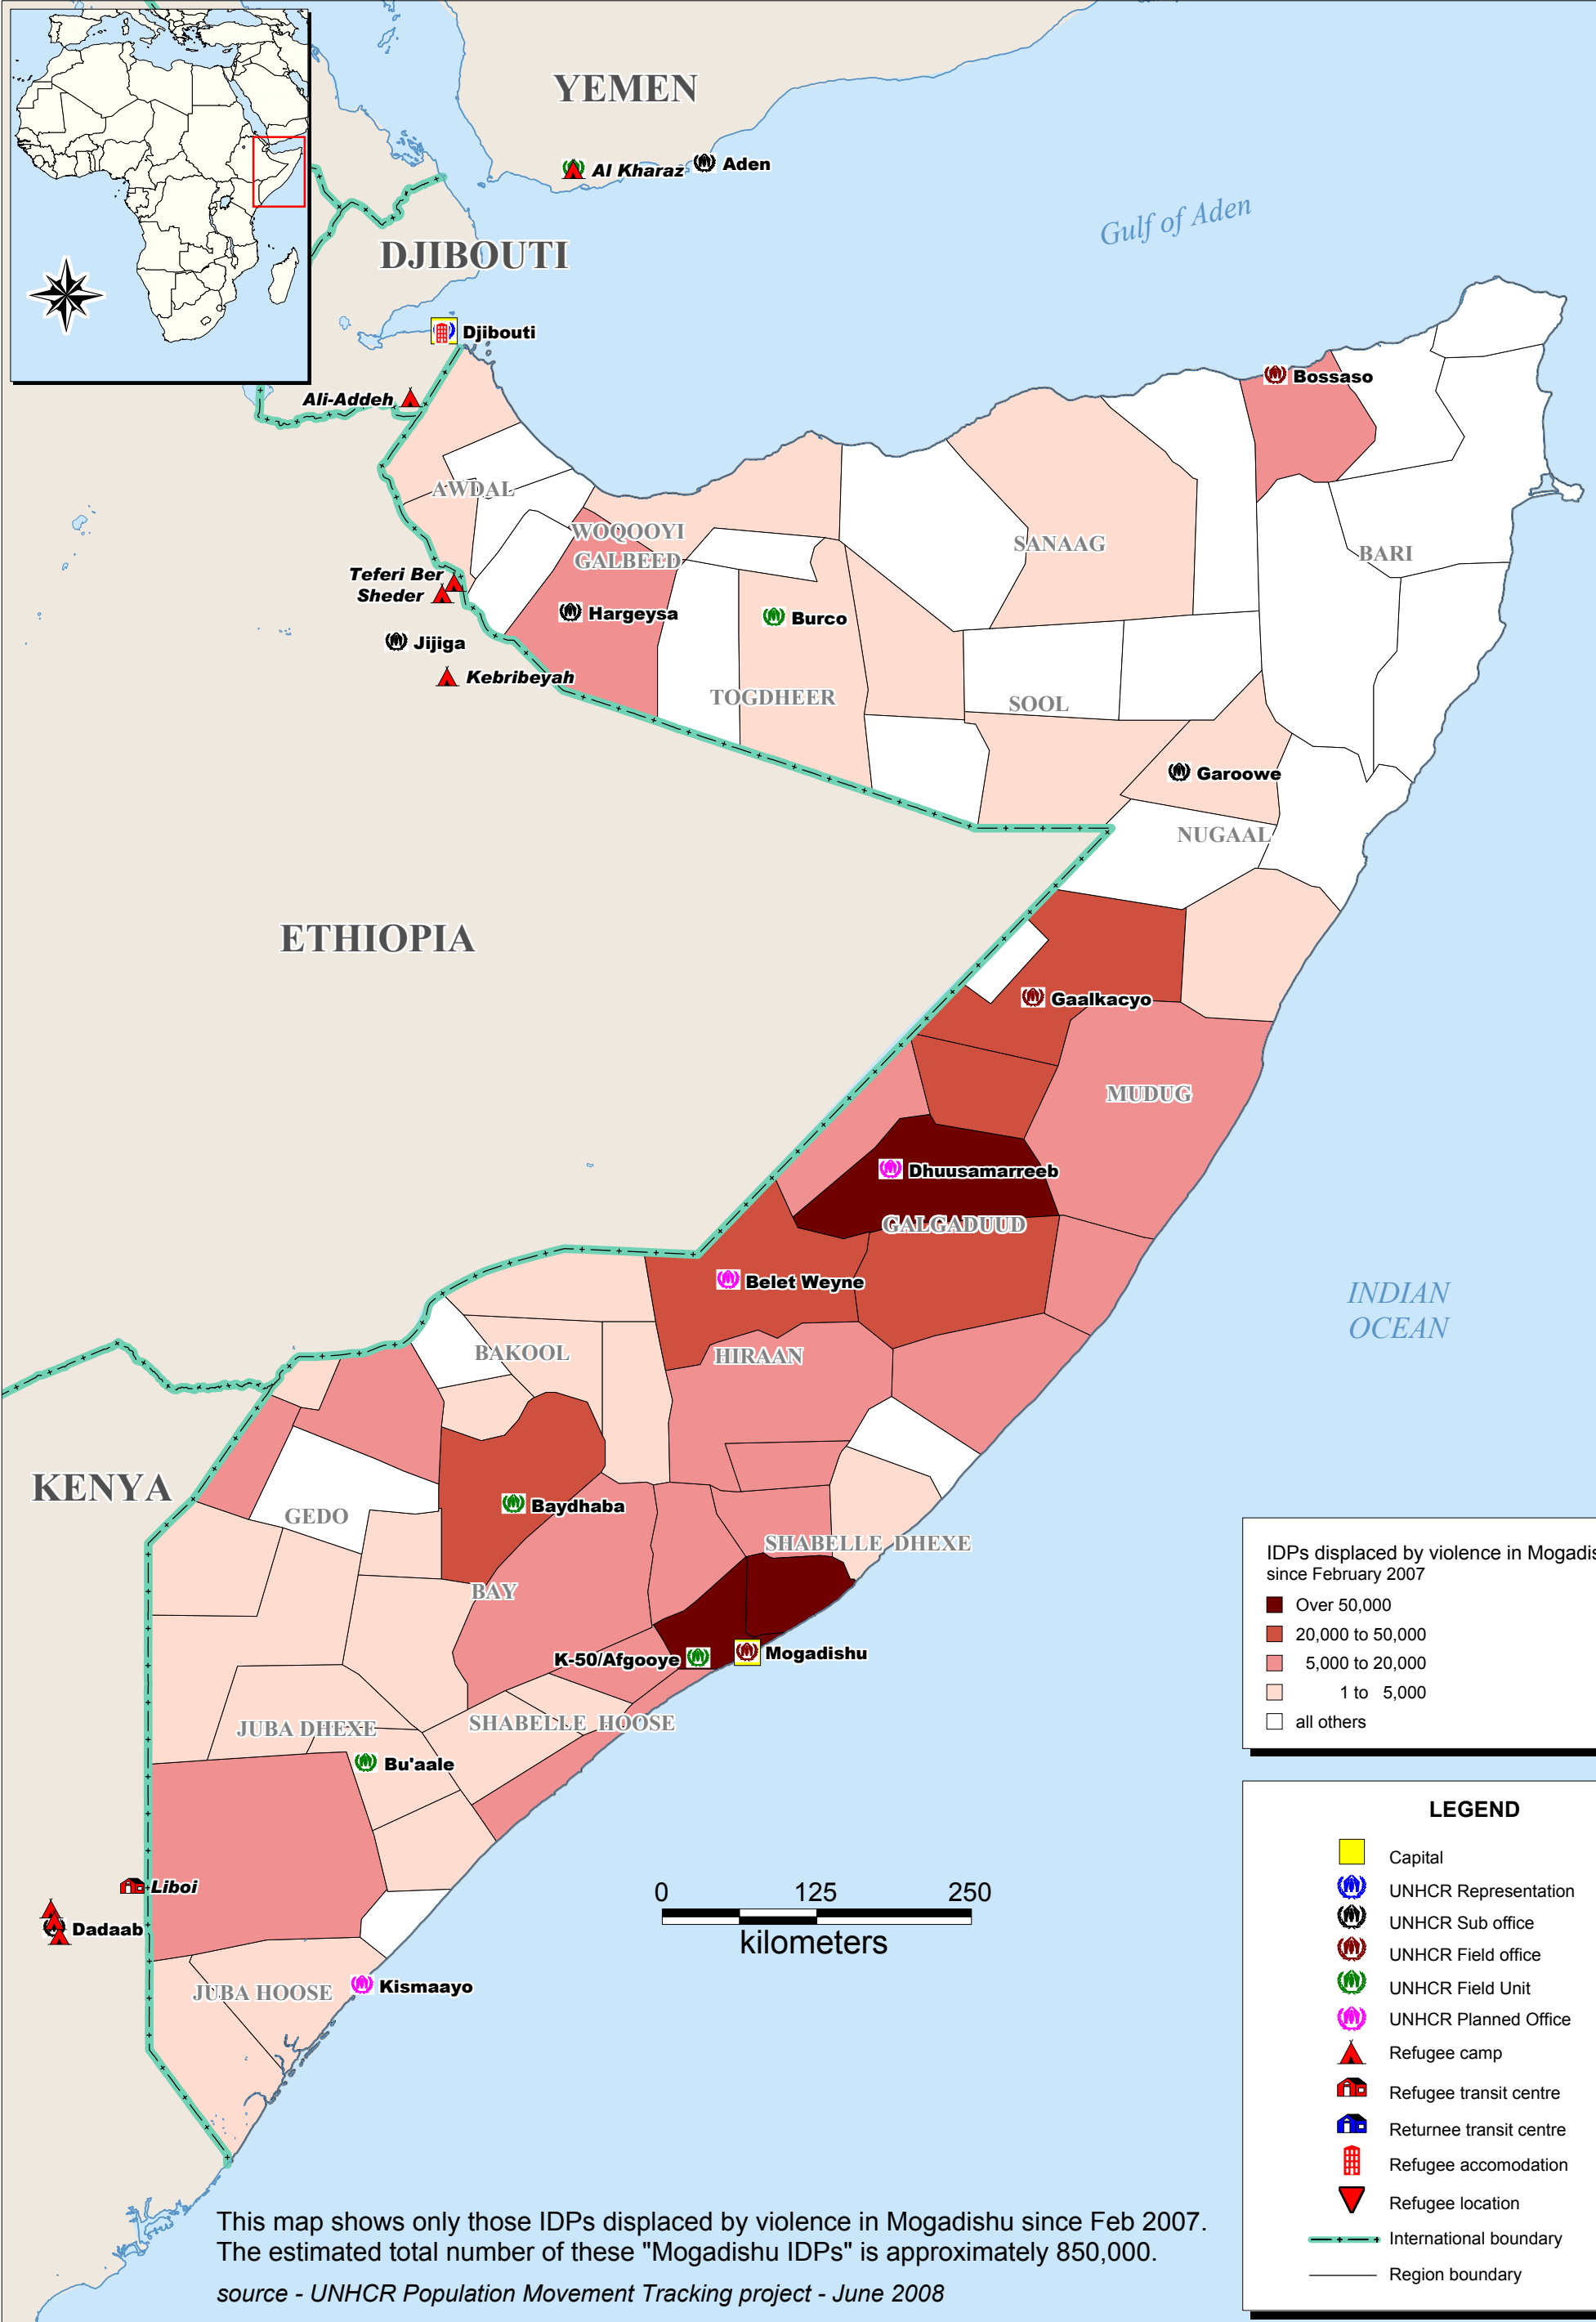 YEMEN
Al Kharaz
Aden
Gulf of Aden
DJIBOUTI
Djibouti
Ali-Addeh
Bossaso
AWDAL
WOQOOYI
GALBEED
SANAAG
BARI
Teferi Ber
Sheder
Hargeysa
Burco
Jijiga
Kebribeyah
TOGDHEER
SOOL
Garoowe
NUGAAL
ETHIOPIA
Gaalkacyo
MUDUG
Dhuusamarreeb
GALGADUUD
Belet Weyne
INDIAN
OCEAN
BAKOOL
HIRAAN
KENYA
GEDO
Baydhaba
SHABELLE DHEXE
BAY
K-50/Afgooye
Mogadishu
JUBA DHEXE
SHABELLE HOOSE
Bu'aale
Liboi
Dadaab
JUBA HOOSE
Kismaayo
0 125 250
kilometers
IDPs displaced by violence in Mogadis
since February 2007
Over 50,000
20,000 to 50,000
5,000 to 20,000
1 to 5,000
all others
LEGEND
Capital
UNHCR Representation
UNHCR Sub office
UNHCR Field office
UNHCR Field Unit
UNHCR Planned Office
Refugee camp
Refugee transit centre
Returnee transit centre
Refugee accomodation
Refugee location
International boundary
Region boundary
This map shows only those IDPs displaced by violence in Mogadishu since Feb 2007.
The estimated total number of these "Mogadishu IDPs" is approximately 850,000.
source - UNHCR Population Movement Tracking project - June 2008